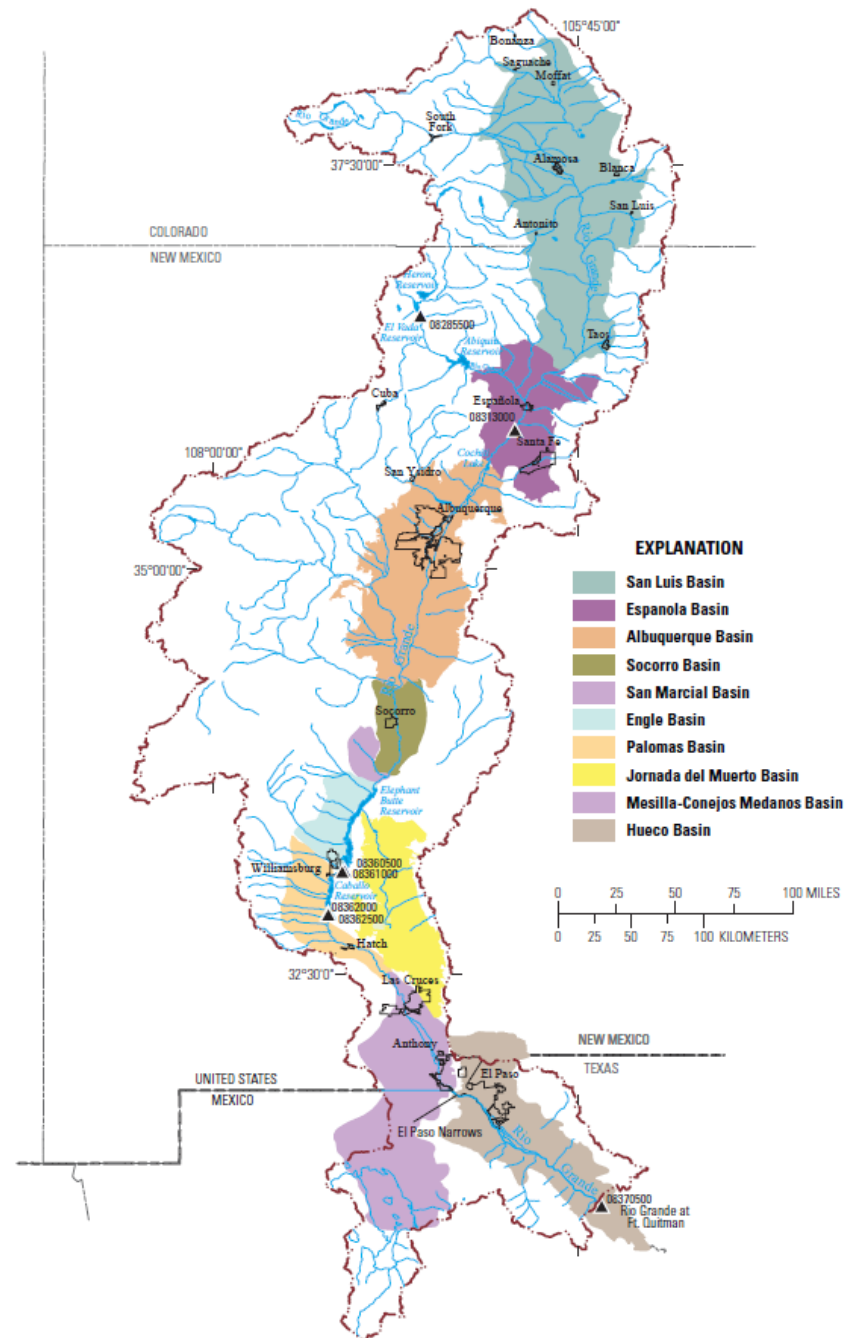 105°45'00"
Bonanza
Saguache
Moffat
Rio Grande
South
Fork
37°30'00"
Alamosa
Blanca
San Luis
Antonito
Rio Grande
COLORADO
NEW MEXICO
Heron
Reservoir
08285500
El Vado
Reservoir
Abiquiu
Reservoir
Taos
Cuba
Española
08313000
Santa Fe
Cochiti
Lake
108°00'00"
San Ysidro
Albuquerque
35°00'00"
Rio Grande
Socorro
Elephant
Butte
Reservoir
Williamsburg
08360500
08361000
Caballo
Reservoir
08362000
08362500
Hatch
32°30'0"
Las Cruces
Anthony
NEW MEXICO
TEXAS
El Paso
UNITED STATES
MEXICO
El Paso Narrows
Rio
Grande
08370500
Rio Grande at
Ft. Quitman
EXPLANATION
San Luis Basin
Espanola Basin
Albuquerque Basin
Socorro Basin
San Marcial Basin
Engle Basin
Palomas Basin
Jornada del Muerto Basin
Mesilla-Conejos Medanos Basin
Hueco Basin
0 25 50 75 100 MILES
0 25 50 75 100 KILOMETERS